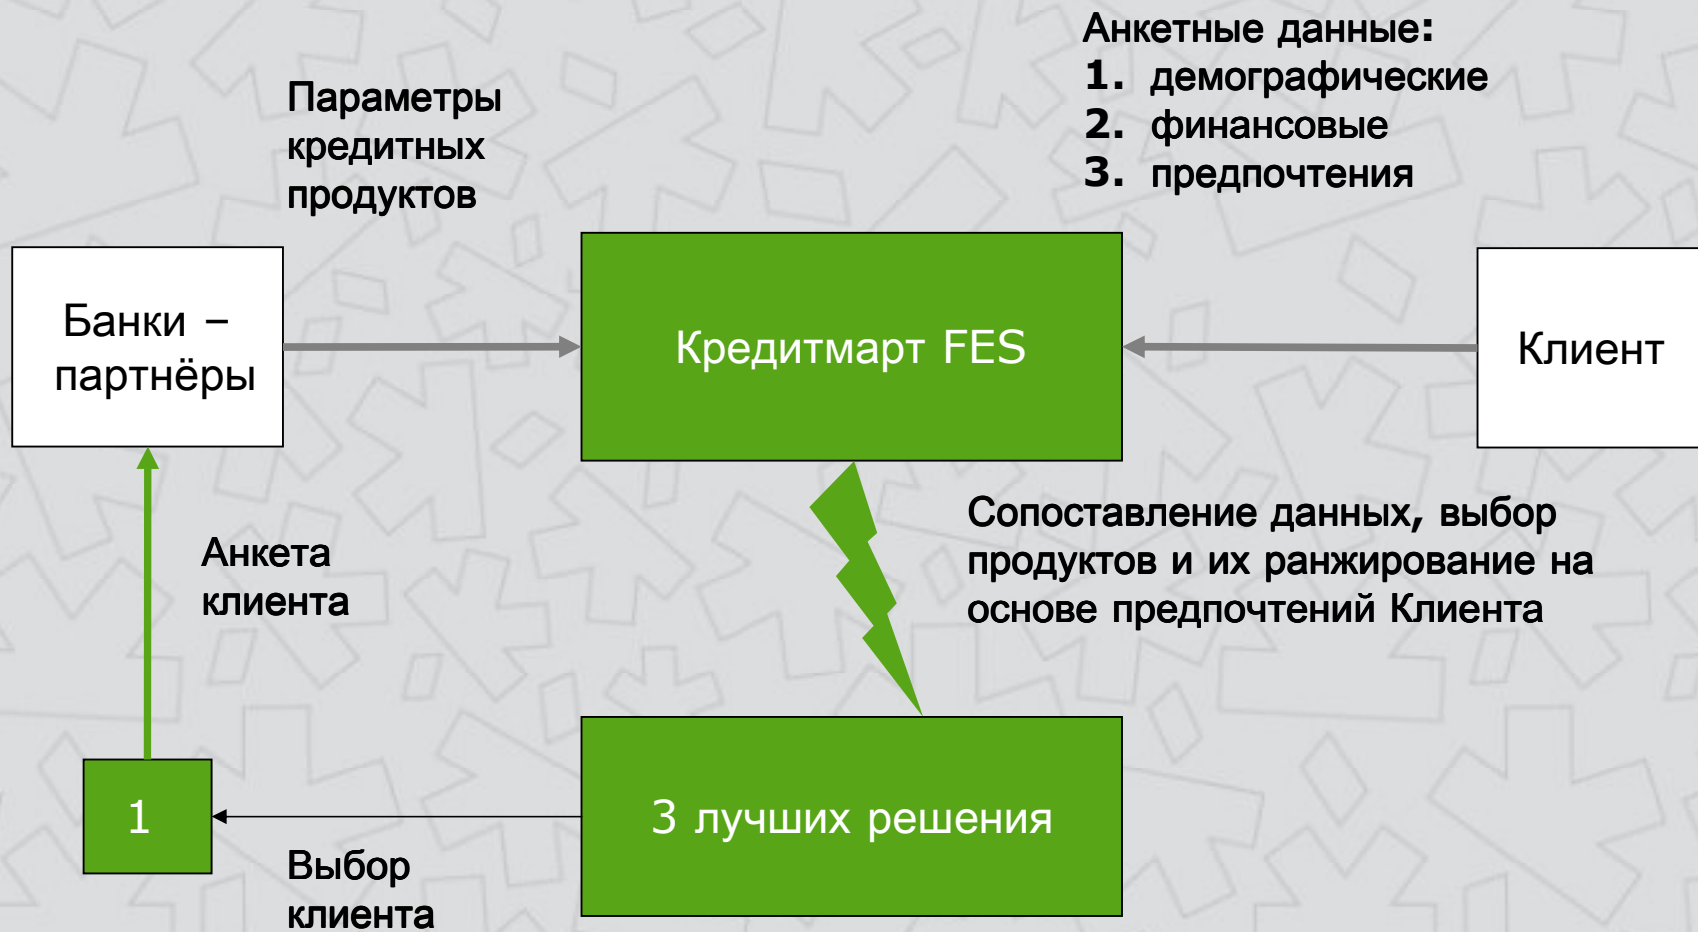 Анкетные данные:
1. демографические
2. финансовые
3. предпочтения
Параметры
кредитных
продуктов
Банки –
партнёры
Кредитмарт FES
Клиент
Сопоставление данных, выбор
продуктов и их ранжирование на
основе предпочтений Клиента
Анкета
клиента
1
3 лучших решения
Выбор
клиента